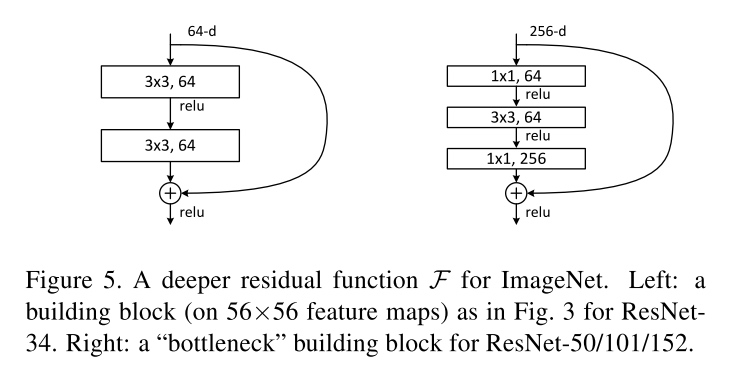 64-d
3x3, 64
relu
3x3, 64
+
relu
256-d
1x1, 64
relu
3x3, 64
relu
1x1, 256
+
relu
Figure 5. A deeper residual function F for ImageNet. Left: a
building block (on 56×56 feature maps) as in Fig. 3 for ResNet-
34. Right: a “bottleneck” building block for ResNet-50/101/152.